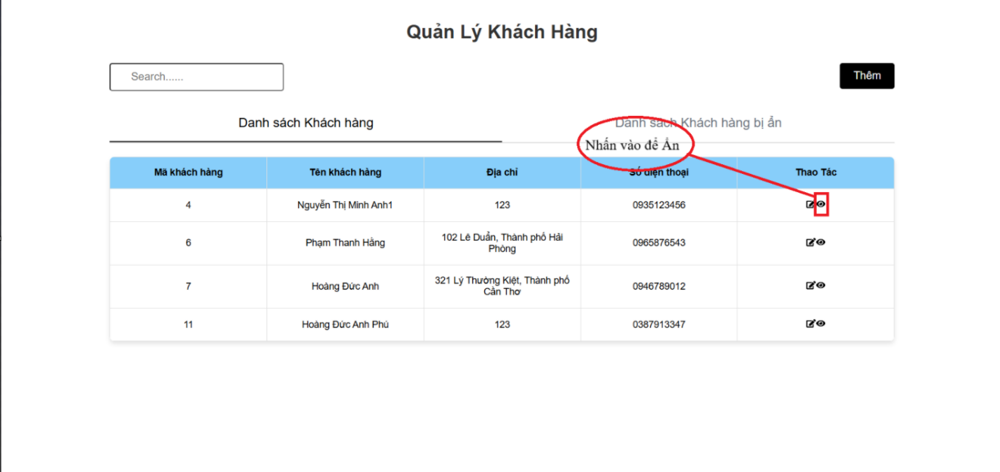 Quản Lý Khách Hàng
Search......
Thêm
Danh sách Khách hàng
Danh sách Khách hàng bị ẩn
Nhấn vào để Ẩn
Mã khách hàng Tên khách hàng Địa chỉ Số điện thoại Thao Tác
4 Nguyễn Thị Minh Anh1 123 0935123456
6 Phạm Thanh Hằng 102 Lê Duẩn, Thành phố Hải
Phòng 0965876543
7 Hoàng Đức Anh 321 Lý Thường Kiệt, Thành phố
Cần Thơ 0946789012
11 Hoàng Đức Anh Phú 123 0387913347